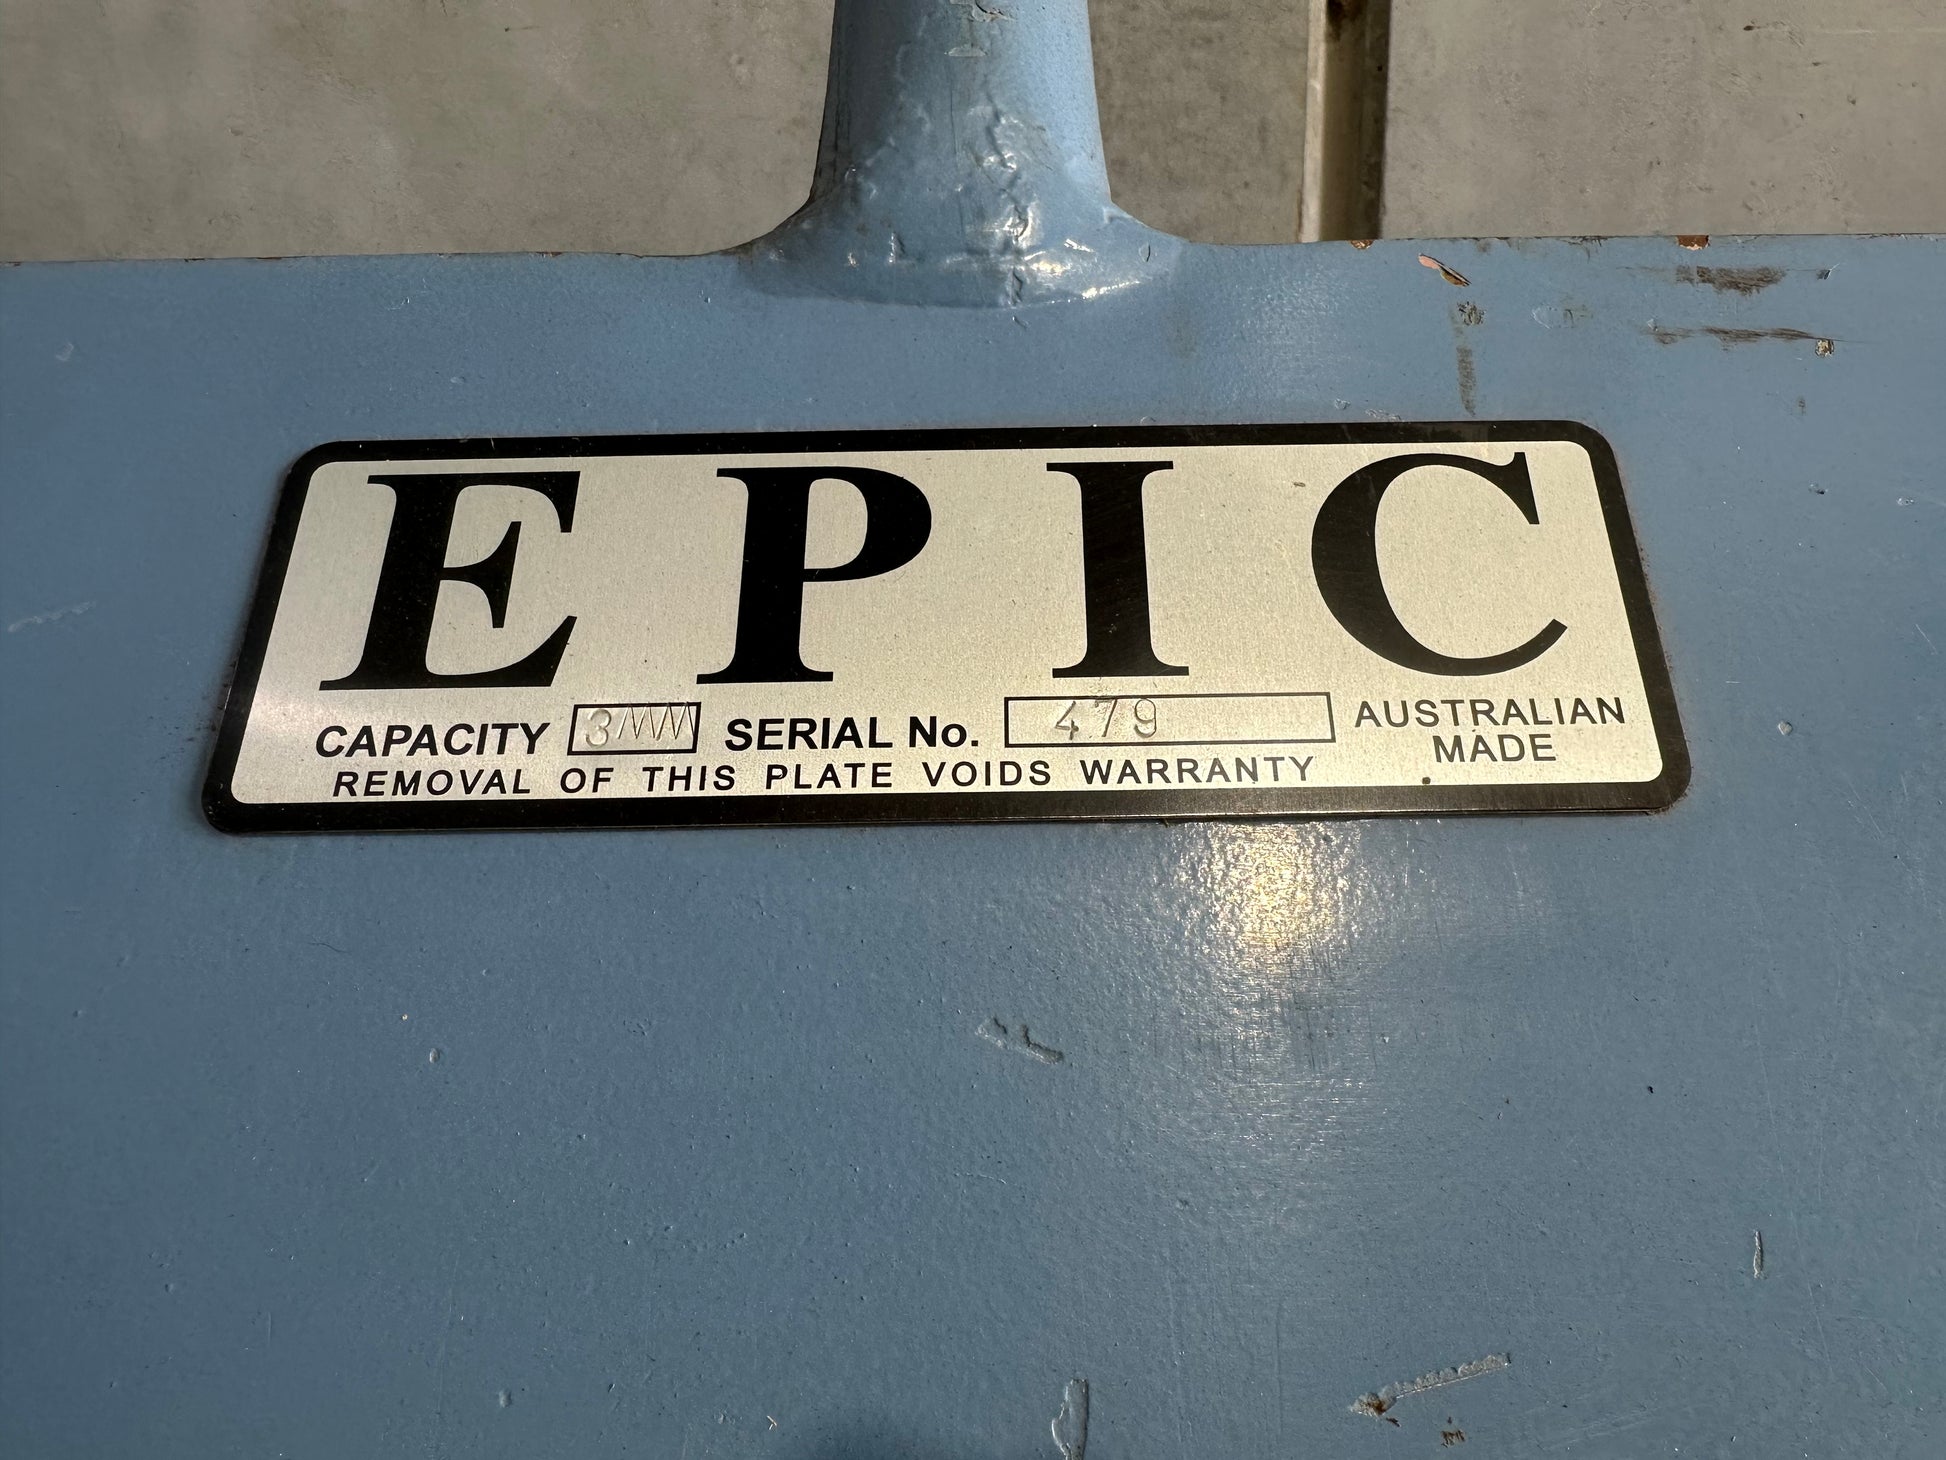 EPIC
CAPACITY 3MM SERIAL No. 479
AUSTRALIAN
MADE
REMOVAL OF THIS PLATE VOIDS WARRANTY